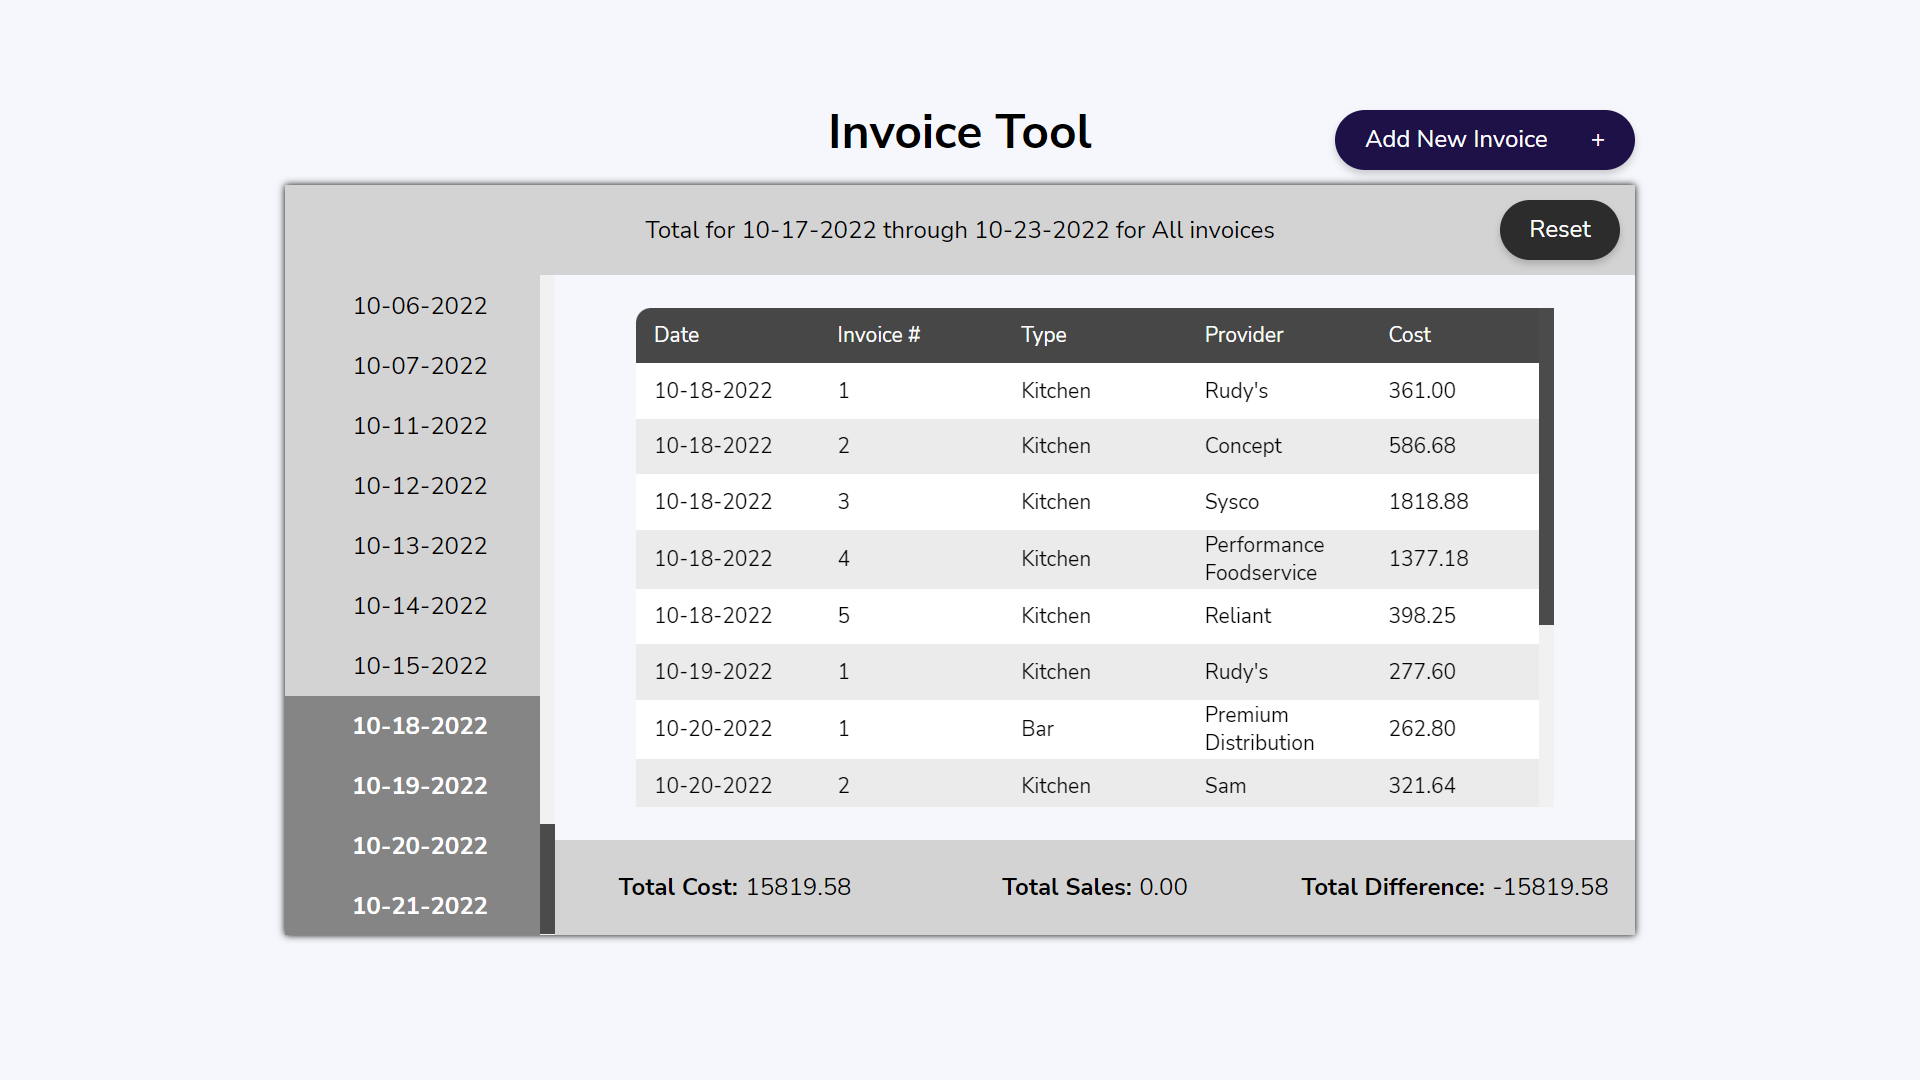 Invoice Tool
Add New Invoice +
Total for 10-17-2022 through 10-23-2022 for All invoices
Reset
10-06-2022
10-07-2022
10-11-2022
10-12-2022
10-13-2022
10-14-2022
10-15-2022
10-18-2022
10-19-2022
10-20-2022
10-21-2022
Date Invoice # Type Provider Cost
10-18-2022 1 Kitchen Rudy's 361.00
10-18-2022 2 Kitchen Concept 586.68
10-18-2022 3 Kitchen Sysco 1818.88
10-18-2022 4 Kitchen Performance Foodservice 1377.18
10-18-2022 5 Kitchen Reliant 398.25
10-19-2022 1 Kitchen Rudy's 277.60
10-20-2022 1 Bar Premium Distribution 262.80
10-20-2022 2 Kitchen Sam 321.64
Total Cost: 15819.58 Total Sales: 0.00 Total Difference: -15819.58